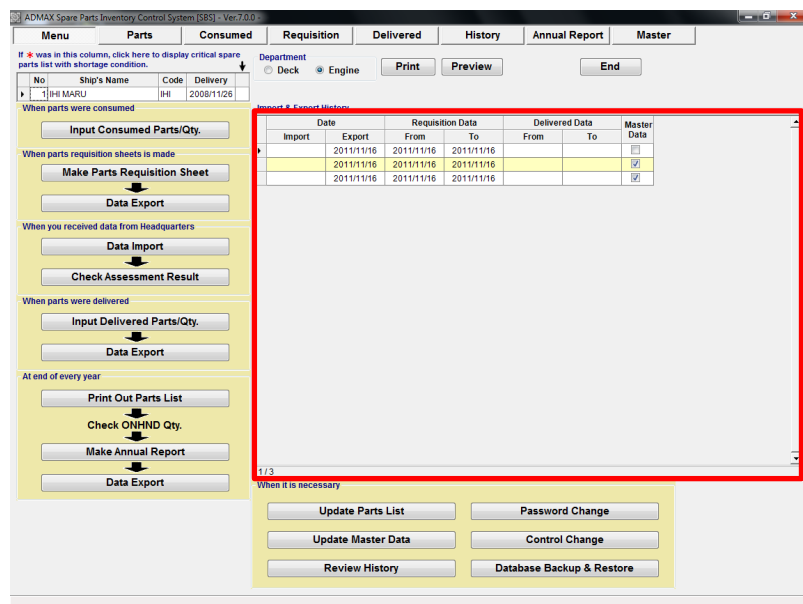 ADMAX Spare Parts Inventory Control System [SBS] - Ver.7.0.0 -
Menu Parts Consumed Requisition Delivered History Annual Report Master
If * was in this column, click here to display critical spare
parts list with shortage condition.
No Ship's Name Code Delivery
1 IHI MARU IHI 2008/11/26
Department
Deck Engine Print Preview End
When parts were consumed
Input Consumed Parts/Qty.
When parts requisition sheets is made
Make Parts Requisition Sheet
Data Export
When you received data from Headquarters
Data Import
Check Assessment Result
When parts were delivered
Input Delivered Parts/Qty.
Data Export
At end of every year
Print Out Parts List
Check ONHND Qty.
Make Annual Report
Data Export
Import & Export History
Date Requisition Data Delivered Data Master
Data
Import Export From To From To
2011/11/16 2011/11/16 2011/11/16
2011/11/16 2011/11/16 2011/11/16
2011/11/16 2011/11/16 2011/11/16
1 / 3
When it is necessary
Update Parts List Password Change
Update Master Data Control Change
Review History Database Backup & Restore